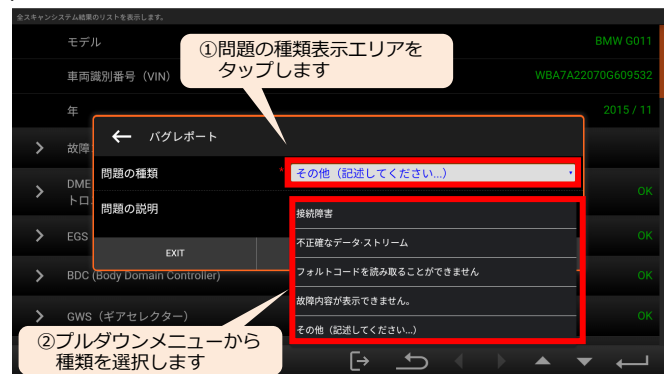 全スキャンシステム結果のリストを表示します。
モデル
BMW G011
①問題の種類表示エリアを
タップします
車両識別番号（VIN）
WBA7A22070G609532
年
2015 / 11
バグレポート
故障
問題の種類
*
その他（記述してください...）
DME
トロ
OK
問題の説明
接続障害
EGS
OK
EXIT
不正確なデータ·ストリーム
BDC (Body Domain Controller)
フォルトコードを読み取ることができません
OK
故障内容が表示できません。
GWS（ギアセレクター）
OK
その他（記述してください...）
②プルダウンメニューから
種類を選択します